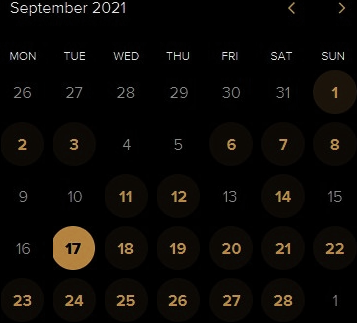 September 2021 < >
MON TUE WED THU FRI SAT SUN
26 27 28 29 30 31 1
2 3 4 5 6 7 8
9 10 11 12 13 14 15
16 17 18 19 20 21 22
23 24 25 26 27 28 1